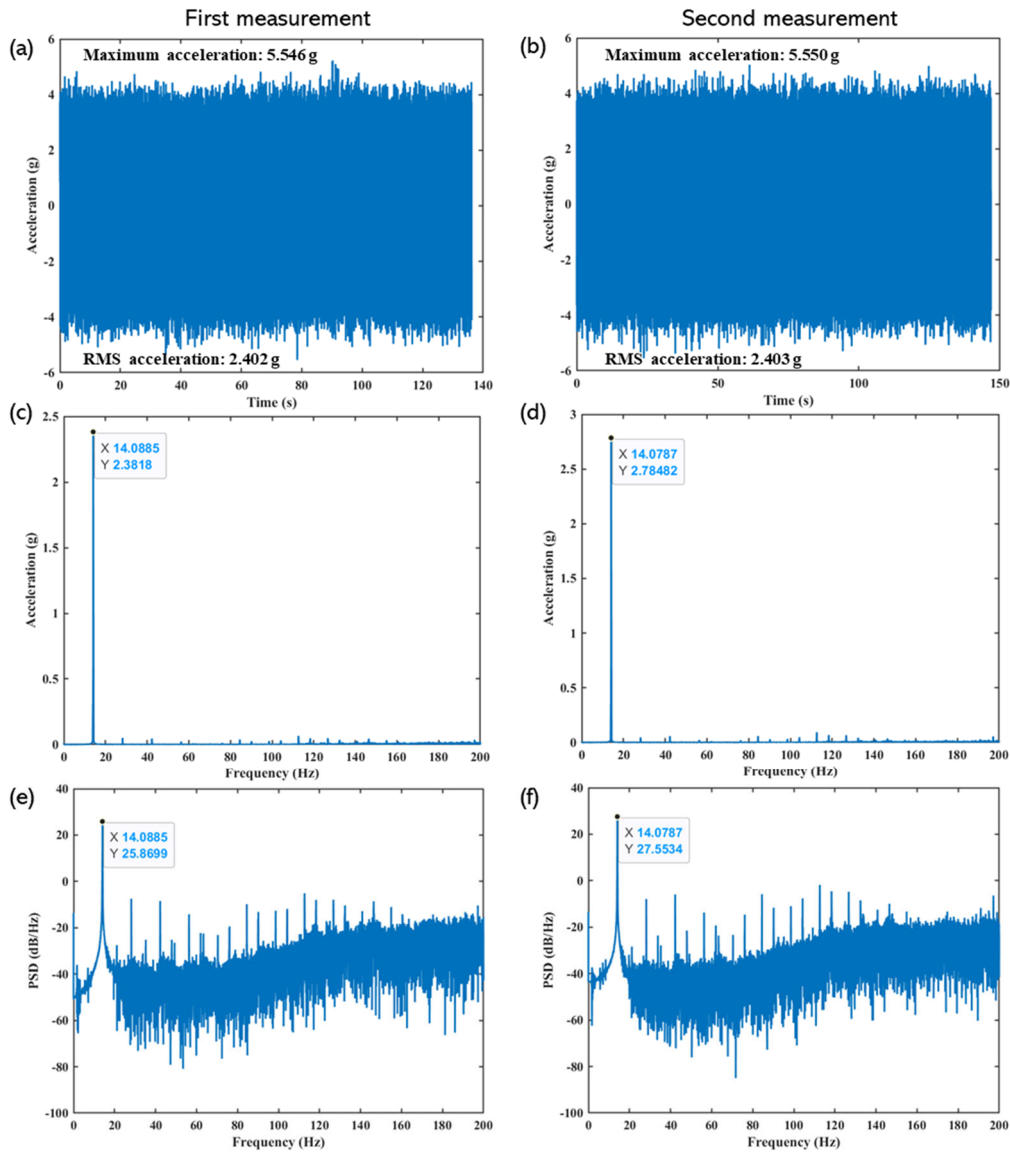 First measurement
Second measurement
(a)
Maximum acceleration: 5.546 g
RMS acceleration: 2.402 g
Acceleration (g)
6
4
2
0
-2
-4
-6
0 20 40 60 80 100 120 140
Time (s)
(b)
Maximum acceleration: 5.550 g
RMS acceleration: 2.403 g
Acceleration (g)
6
4
2
0
-2
-4
-6
0 50 100 150
Time (s)
(c)
X 14.0885
Y 2.3818
Acceleration (g)
2.5
2
1.5
1
0.5
0
0 20 40 60 80 100 120 140 160 180 200
Frequency (Hz)
(d)
X 14.0787
Y 2.78482
Acceleration (g)
3
2.5
2
1.5
1
0.5
0
0 20 40 60 80 100 120 140 160 180 200
Frequency (Hz)
(e)
X 14.0885
Y 25.8699
PSD (dB/Hz)
40
20
0
-20
-40
-60
-80
-100
0 20 40 60 80 100 120 140 160 180 200
Frequency (Hz)
(f)
X 14.0787
Y 27.5534
PSD (dB/Hz)
40
20
0
-20
-40
-60
-80
-100
0 20 40 60 80 100 120 140 160 180 200
Frequency (Hz)